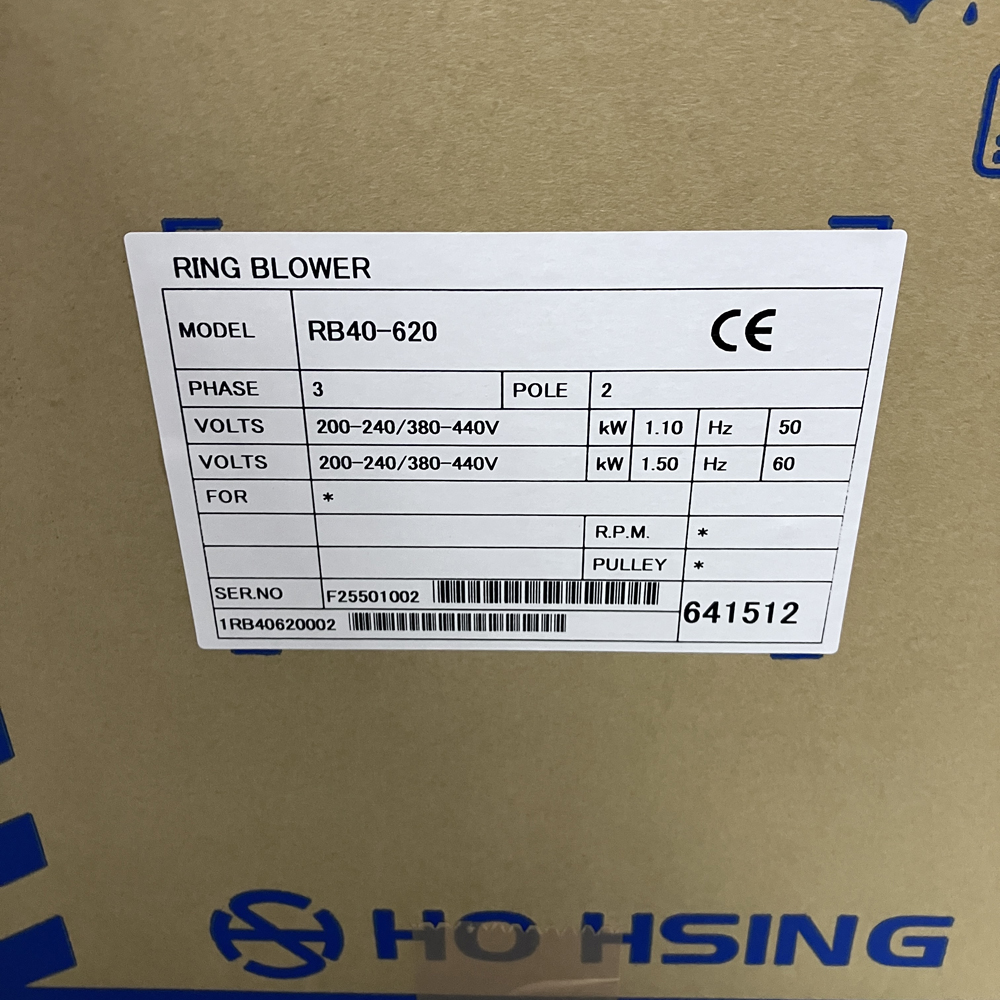 RING BLOWER
MODEL RB40-620 CE
PHASE 3 POLE 2
VOLTS 200-240/380-440V kW 1.10 Hz 50
VOLTS 200-240/380-440V kW 1.50 Hz 60
FOR *
R.P.M. *
PULLEY *
SER.NO F25501002
1RB40620002
641512
HO HSING